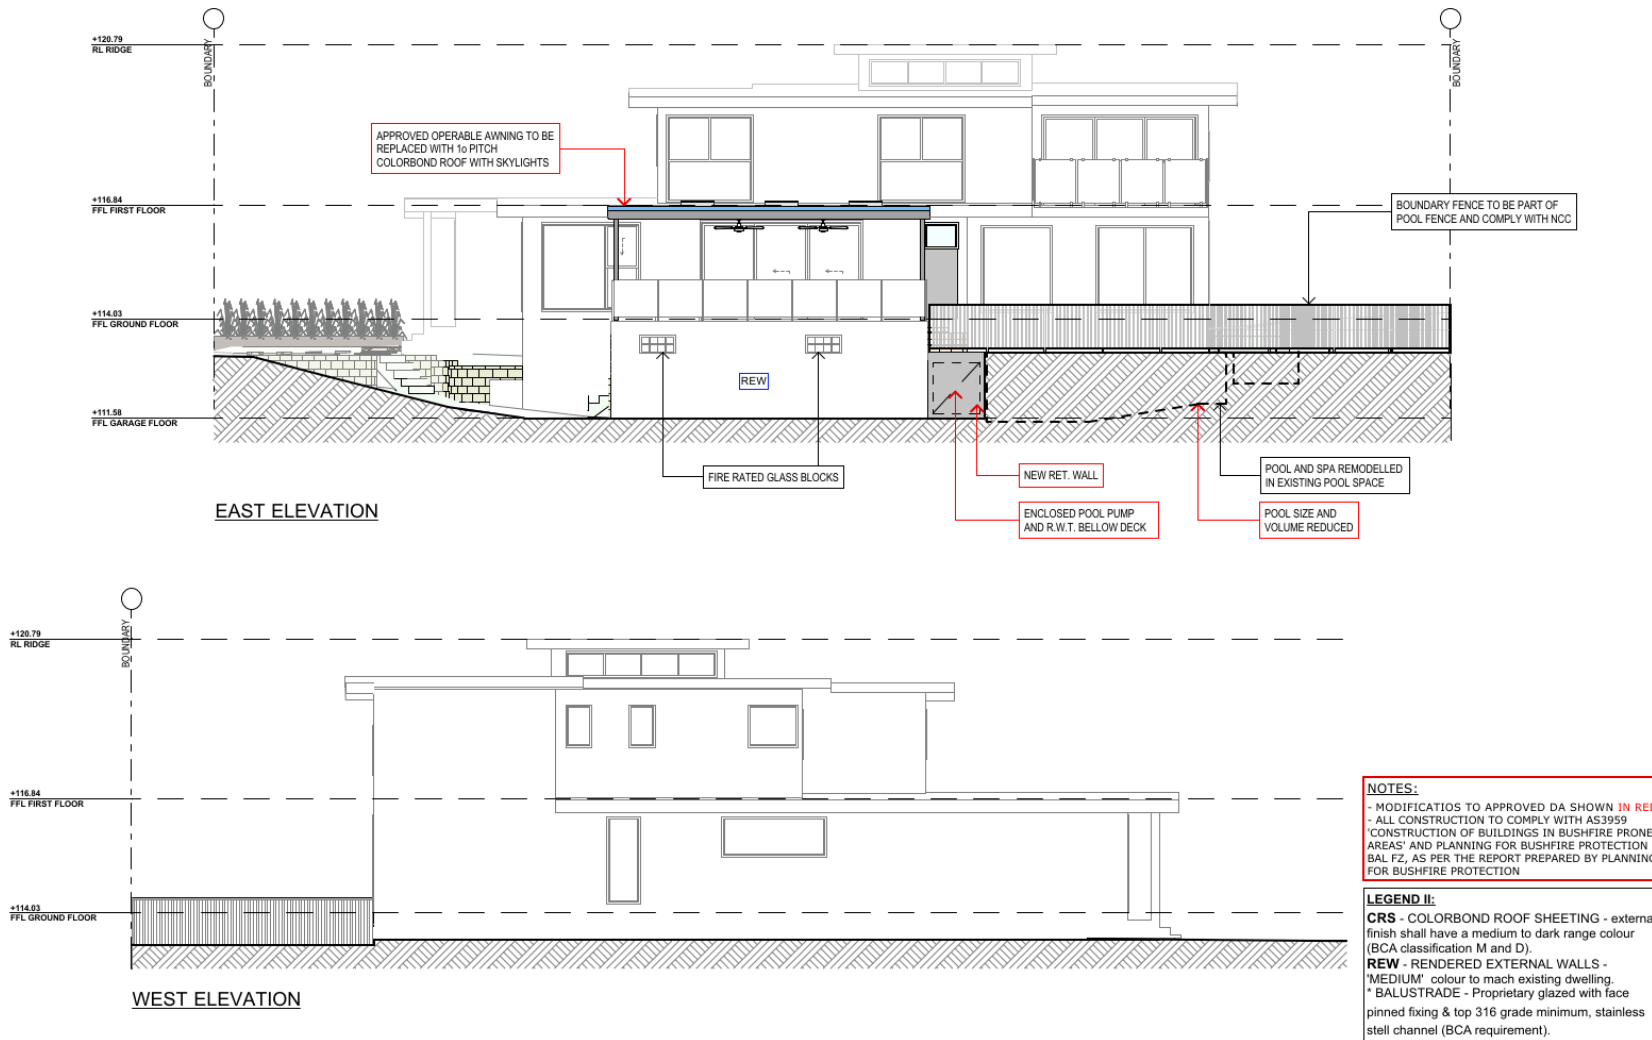 +120.79
RL RIDGE
BOUNDARY
BOUNDARY
APPROVED OPERABLE AWNING TO BE
REPLACED WITH 1o PITCH
COLORBOND ROOF WITH SKYLIGHTS
+116.84
FFL FIRST FLOOR
BOUNDARY FENCE TO BE PART OF
POOL FENCE AND COMPLY WITH NCC
+114.03
FFL GROUND FLOOR
REW
+111.58
FFL GARAGE FLOOR
FIRE RATED GLASS BLOCKS
NEW RET. WALL
POOL AND SPA REMODELLED
IN EXISTING POOL SPACE
ENCLOSED POOL PUMP
AND R.W.T. BELLOW DECK
POOL SIZE AND
VOLUME REDUCED
EAST ELEVATION
+120.79
RL RIDGE
BOUNDARY
+116.84
FFL FIRST FLOOR
+114.03
FFL GROUND FLOOR
WEST ELEVATION
NOTES:
- MODIFICATIOS TO APPROVED DA SHOWN IN RE
- ALL CONSTRUCTION TO COMPLY WITH AS3959
'CONSTRUCTION OF BUILDINGS IN BUSHFIRE PRONE
AREAS' AND PLANNING FOR BUSHFIRE PROTECTION
BAL FZ, AS PER THE REPORT PREPARED BY PLANNING
FOR BUSHFIRE PROTECTION
LEGEND II:
CRS - COLORBOND ROOF SHEETING - externa
finish shall have a medium to dark range colour
(BCA classification M and D).
REW - RENDERED EXTERNAL WALLS -
'MEDIUM' colour to mach existing dwelling.
* BALUSTRADE - Proprietary glazed with face
pinned fixing & top 316 grade minimum, stainless
stell channel (BCA requirement).